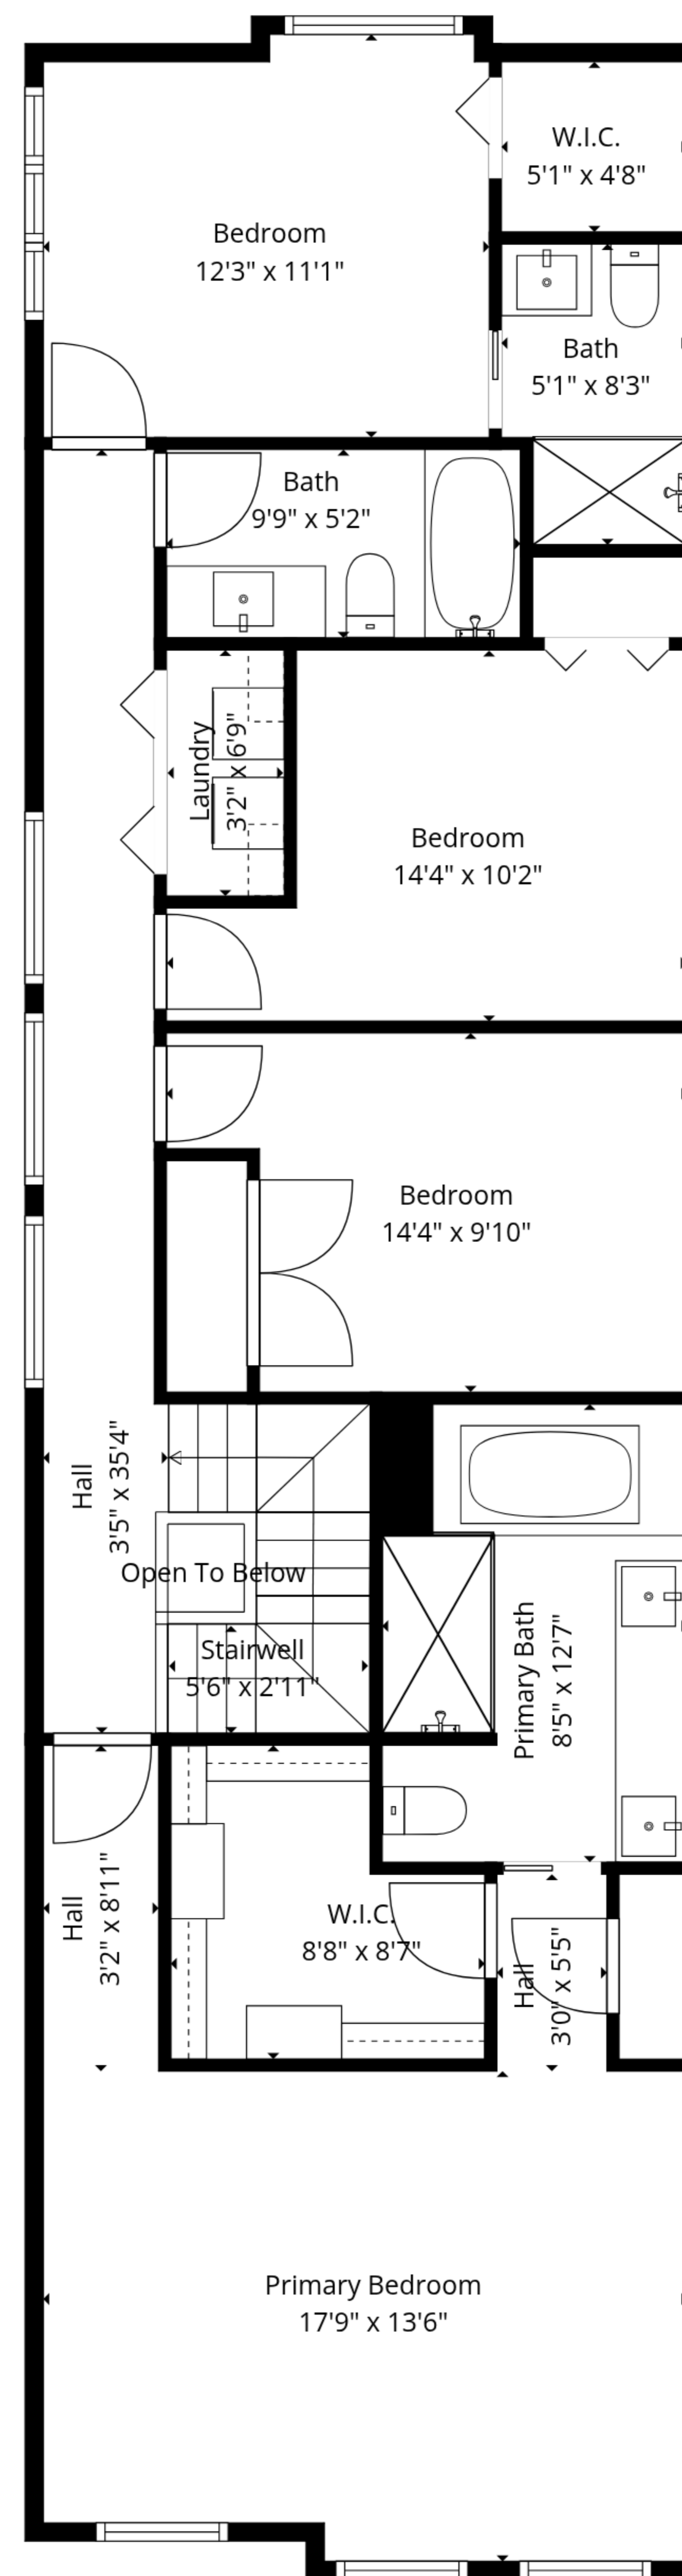 W.I.C.
5'1" x 4'8"
Bedroom
12'3" x 11'1"
Bath
5'1" x 8'3"
Bath
9'9" x 5'2"
Laundry
3'2" x 6'9"
Bedroom
14'4" x 10'2"
Bedroom
14'4" x 9'10"
Hall
3'5" x 35'4"
Open To Below
Stairwell
5'6" x 2'11"
Primary Bath
8'5" x 12'7"
Hall
3'2" x 8'11"
W.I.C.
8'8" x 8'7"
Hall
3'0" x 5'5"
Primary Bedroom
17'9" x 13'6"